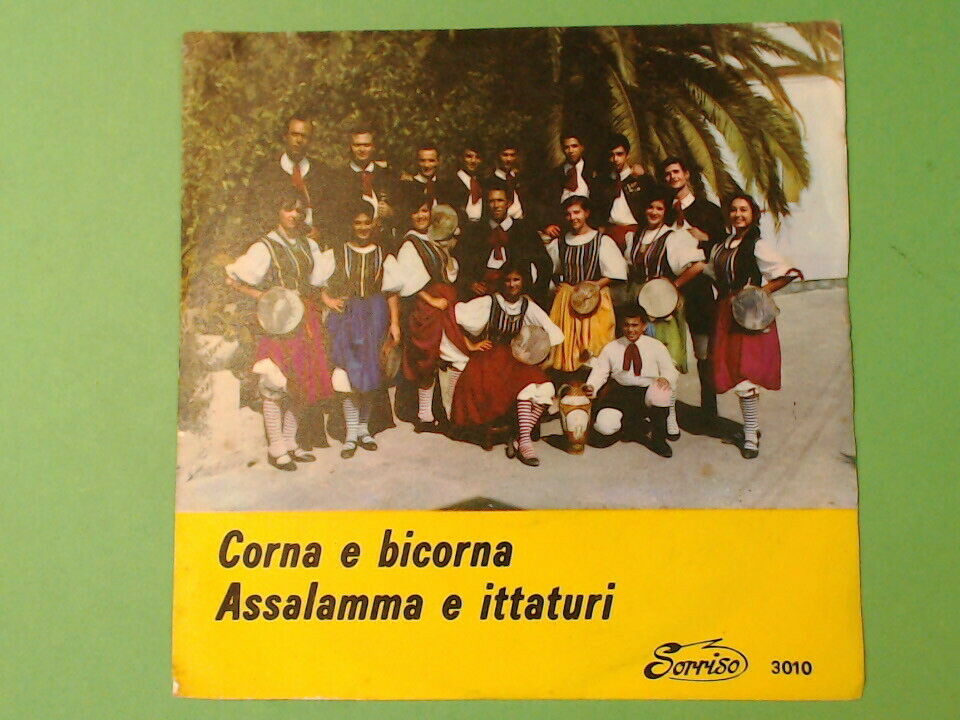 Corna e bicorna
Assalamma e ittaturi
Sorriso 3010